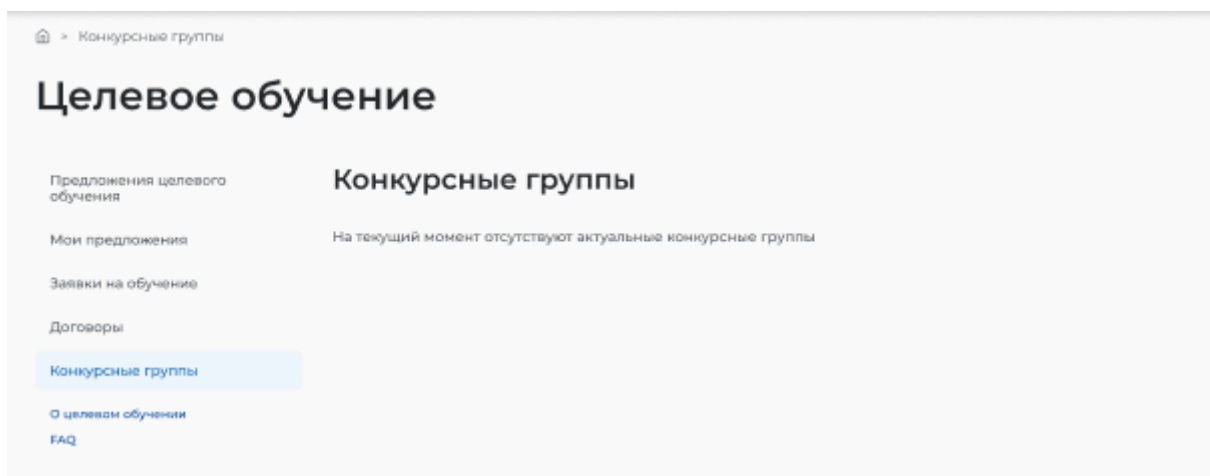 > Конкурсные группы
Целевое обучение
Предложения целевого
обучения
Мои предложения
Заявки на обучение
Договоры
Конкурсные группы
О целевом обучении
FAQ
Конкурсные группы
На текущий момент отсутствуют актуальные конкурсные группы